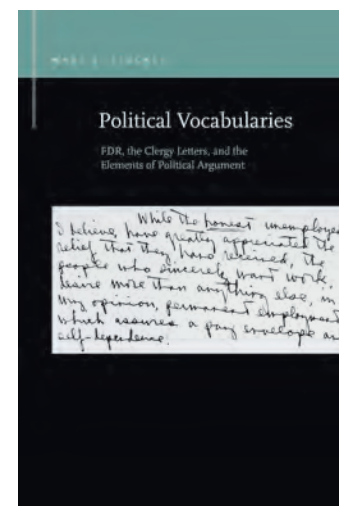 Political Vocabularies
FDR, the Clergy Letters, and the
Elements of Political Argument
While the honest unemployed
I believe, have greatly appreciated the
relief that they have received, the
people who sincerely want work,
desire more than anything else, in
my opinion, permanent employment
which assures a pay envelope an
self-dependence.